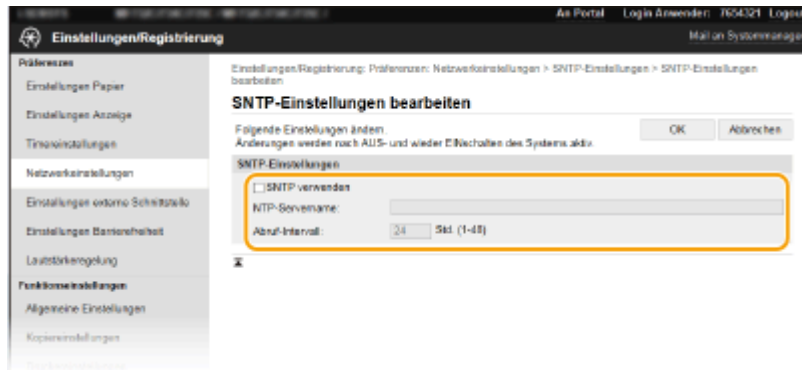 An Portal Login Anwender: 7654321 Logout
Einstellungen/Registrierung
Mail an Systemmanager
Präferenzen
Einstellungen Papier
Einstellungen Anzeige
Timereinstellungen
Netzwerkeinstellungen
Einstellungen externe Schnittstelle
Einstellungen Barrierefreiheit
Lautstärkeregelung
Funktionseinstellungen
Allgemeine Einstellungen
Kopiereinstellungen
Einstellungen/Registrierung: Präferenzen: Netzwerkeinstellungen > SNTP-Einstellungen > SNTP-Einstellungen
bearbeiten
SNTP-Einstellungen bearbeiten
Folgende Einstellungen ändern.
Änderungen werden nach AUS- und wieder EINschalten des Systems aktiv.
OK Abbrechen
SNTP-Einstellungen
SNTP verwenden
NTP-Servername:
Abruf-Intervall: 24 Std. (1-48)